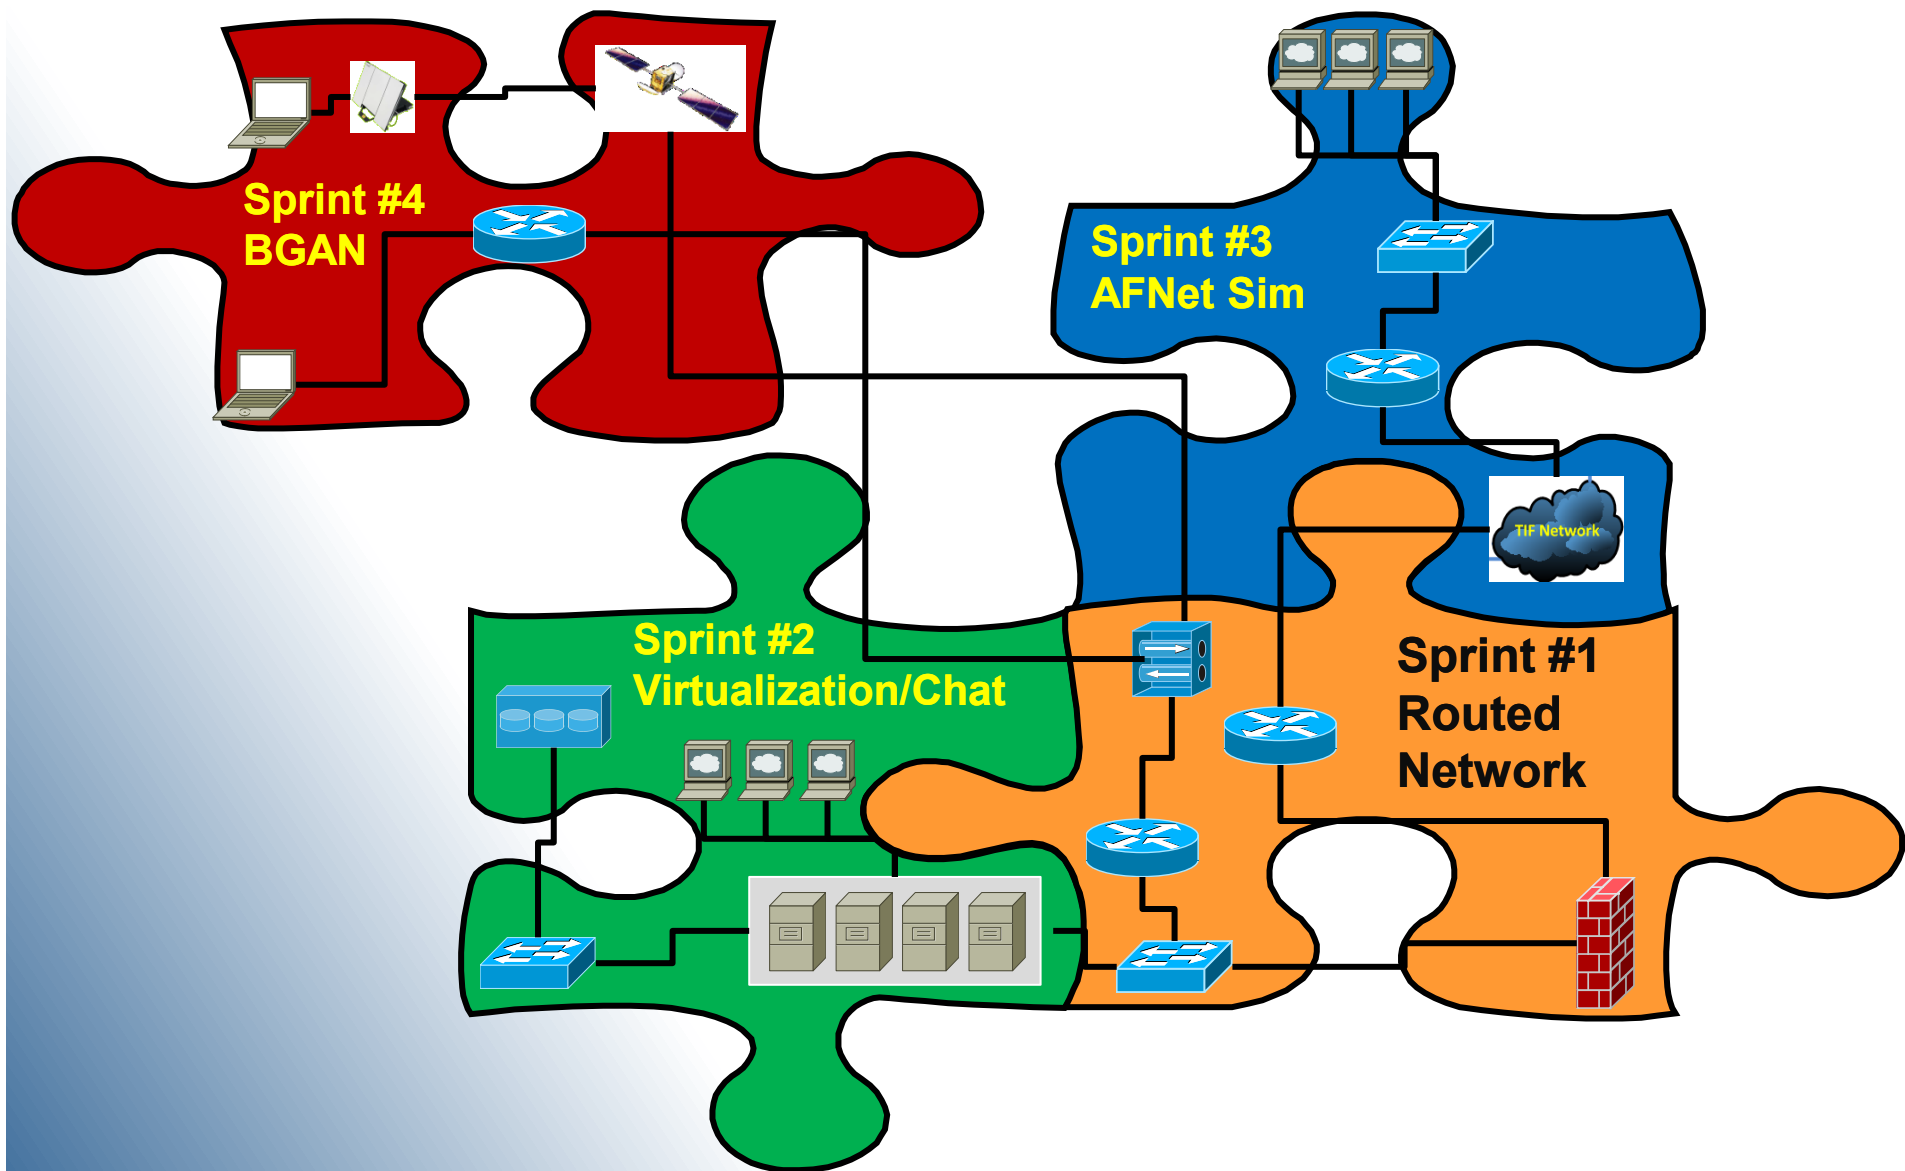 Sprint #4
BGAN
Sprint #3
AFNet Sim
TIF Network
Sprint #2
Virtualization/Chat
Sprint #1
Routed
Network